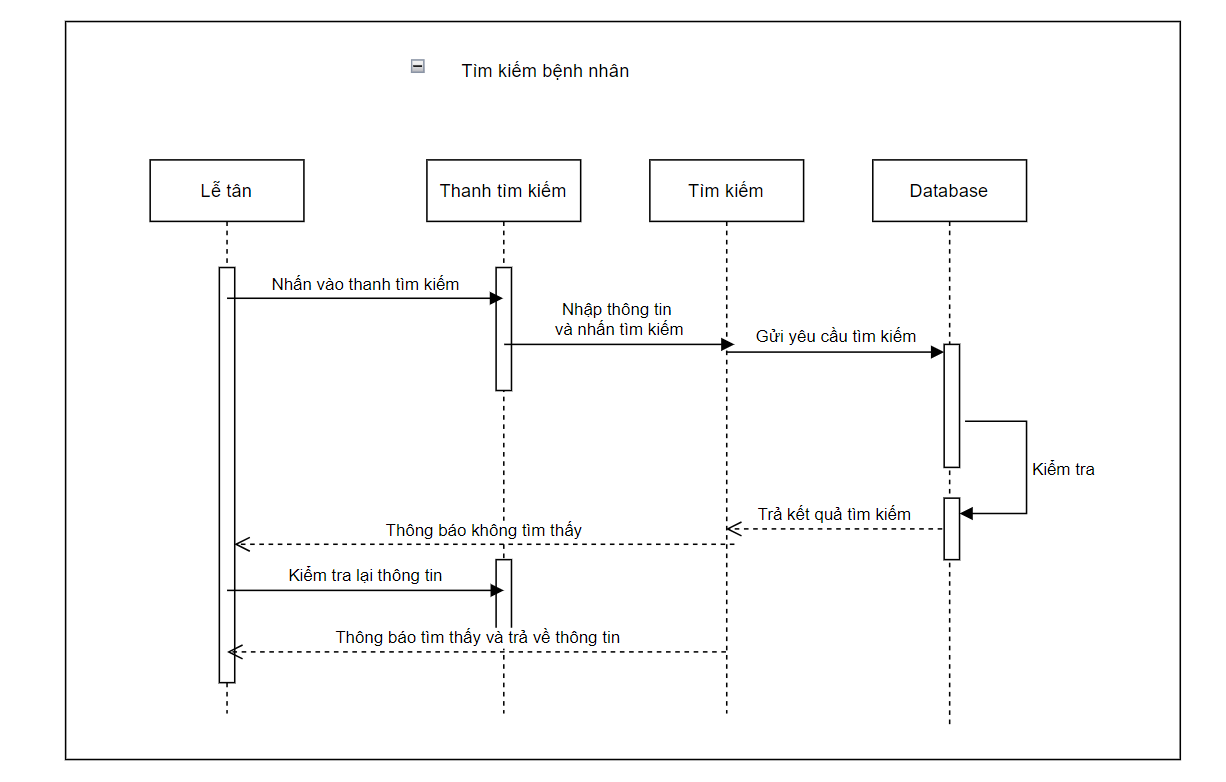 Tìm kiếm bệnh nhân
Lễ tân
Thanh tìm kiếm
Tìm kiếm
Database
Nhấn vào thanh tìm kiếm
Nhập thông tin
và nhấn tìm kiếm
Gửi yêu cầu tìm kiếm
Kiểm tra
Trả kết quả tìm kiếm
Thông báo không tìm thấy
Kiểm tra lại thông tin
Thông báo tìm thấy và trả về thông tin